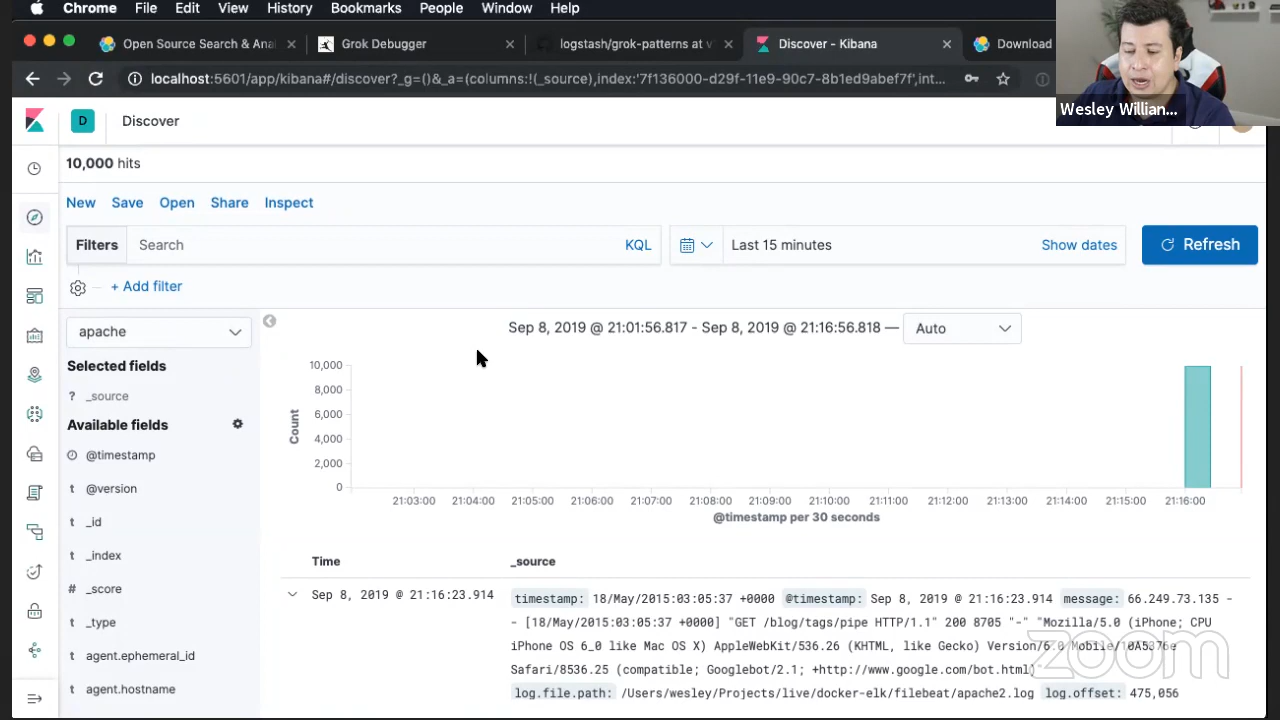 Chrome File Edit View History Bookmarks People Window Help
Open Source Search & Ana
Grok Debugger
logstash/grok-patterns at v
Discover - Kibana
Download
localhost:5601/app/kibana#/discover?_g=()&_a=(columns:!(_source),index:'7f136000-d29f-11e9-90c7-8b1ed9abef7f',int...
Wesley Willian...
D Discover
10,000 hits
New Save Open Share Inspect
Filters Search KQL Last 15 minutes Show dates Refresh
+ Add filter
apache
Sep 8, 2019 @ 21:01:56.817 - Sep 8, 2019 @ 21:16:56.818 — Auto
Selected fields
? _source
Available fields
@timestamp
t @version
t _id
t _index
# _score
t _type
t agent.ephemeral_id
t agent.hostname
Count
10,000
8,000
6,000
4,000
2,000
0
21:03:00 21:04:00 21:05:00 21:06:00 21:07:00 21:08:00 21:09:00 21:10:00 21:11:00 21:12:00 21:13:00 21:14:00 21:15:00 21:16:00
@timestamp per 30 seconds
Time _source
Sep 8, 2019 @ 21:16:23.914
timestamp: 18/May/2015:03:05:37 +0000 @timestamp: Sep 8, 2019 @ 21:16:23.914 message: 66.249.73.135 -
- [18/May/2015:03:05:37 +0000] "GET /blog/tags/pipe HTTP/1.1" 200 8705 "-" "Mozilla/5.0 (iPhone; CPU
iPhone OS 6_0 like Mac OS X) AppleWebKit/536.26 (KHTML, like Gecko) Version/6.0 Mobile/10A5376e
Safari/8536.25 (compatible; Googlebot/2.1; +http://www.google.com/bot.html)
log.file.path: /Users/wesley/Projects/live/docker-elk/filebeat/apache2.log log.offset: 475,056
zoom